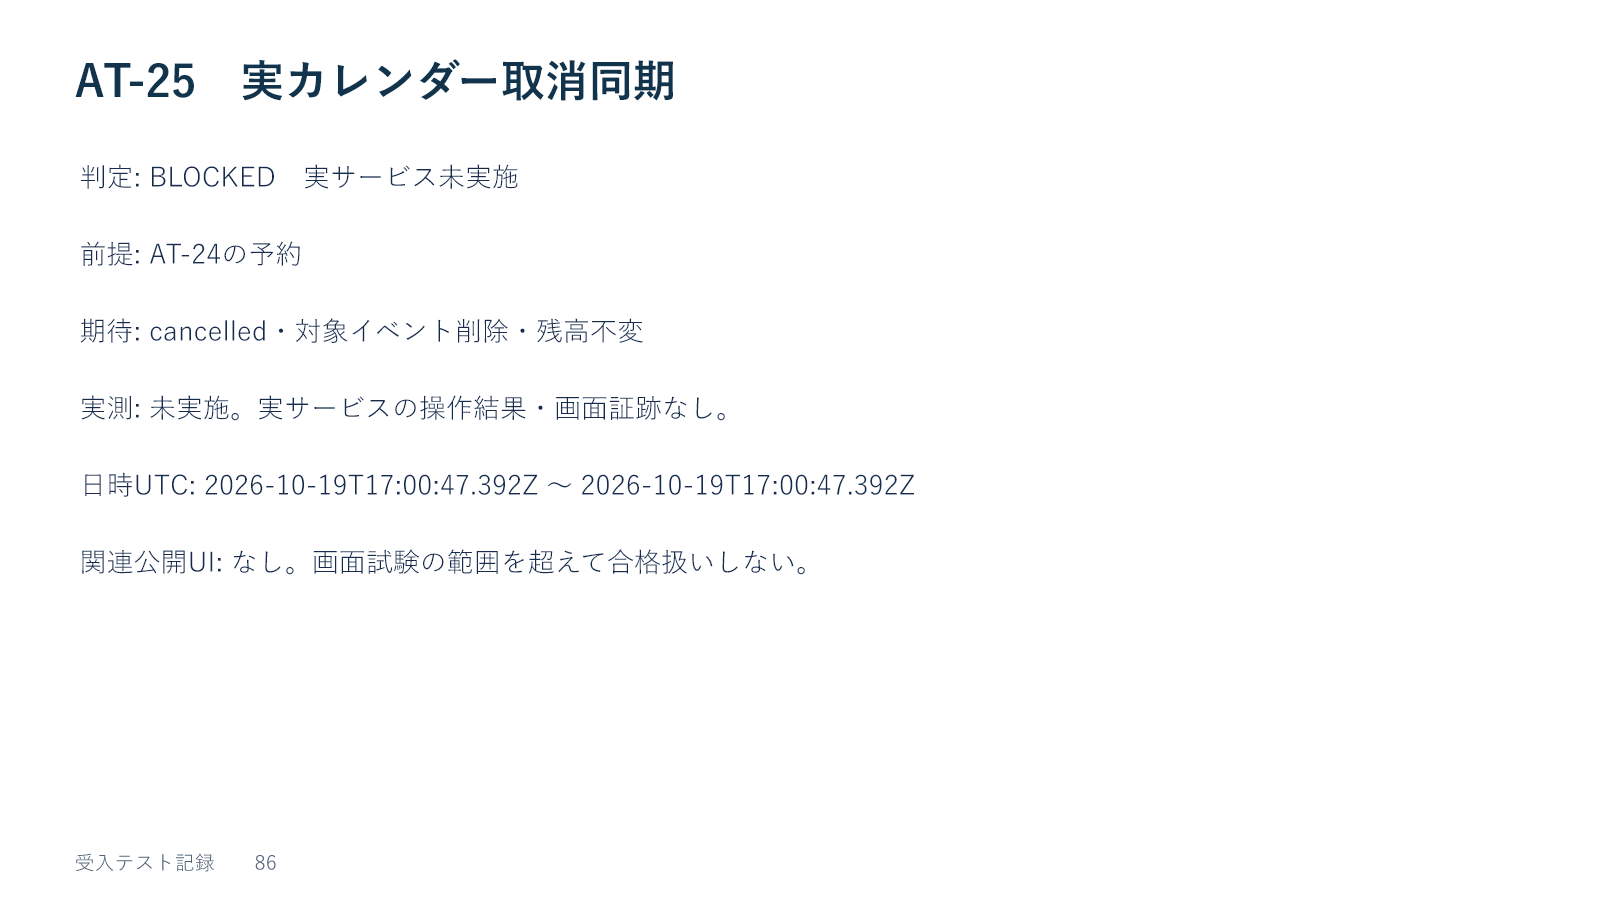 AT-25　実カレンダー取消同期
判定: BLOCKED　実サービス未実施
前提: AT-24の予約
期待: cancelled・対象イベント削除・残高不変
実測: 未実施。実サービスの操作結果・画面証跡なし。
日時UTC: 2026-10-19T17:00:47.392Z ～ 2026-10-19T17:00:47.392Z
関連公開UI: なし。画面試験の範囲を超えて合格扱いしない。
受入テスト記録　　86